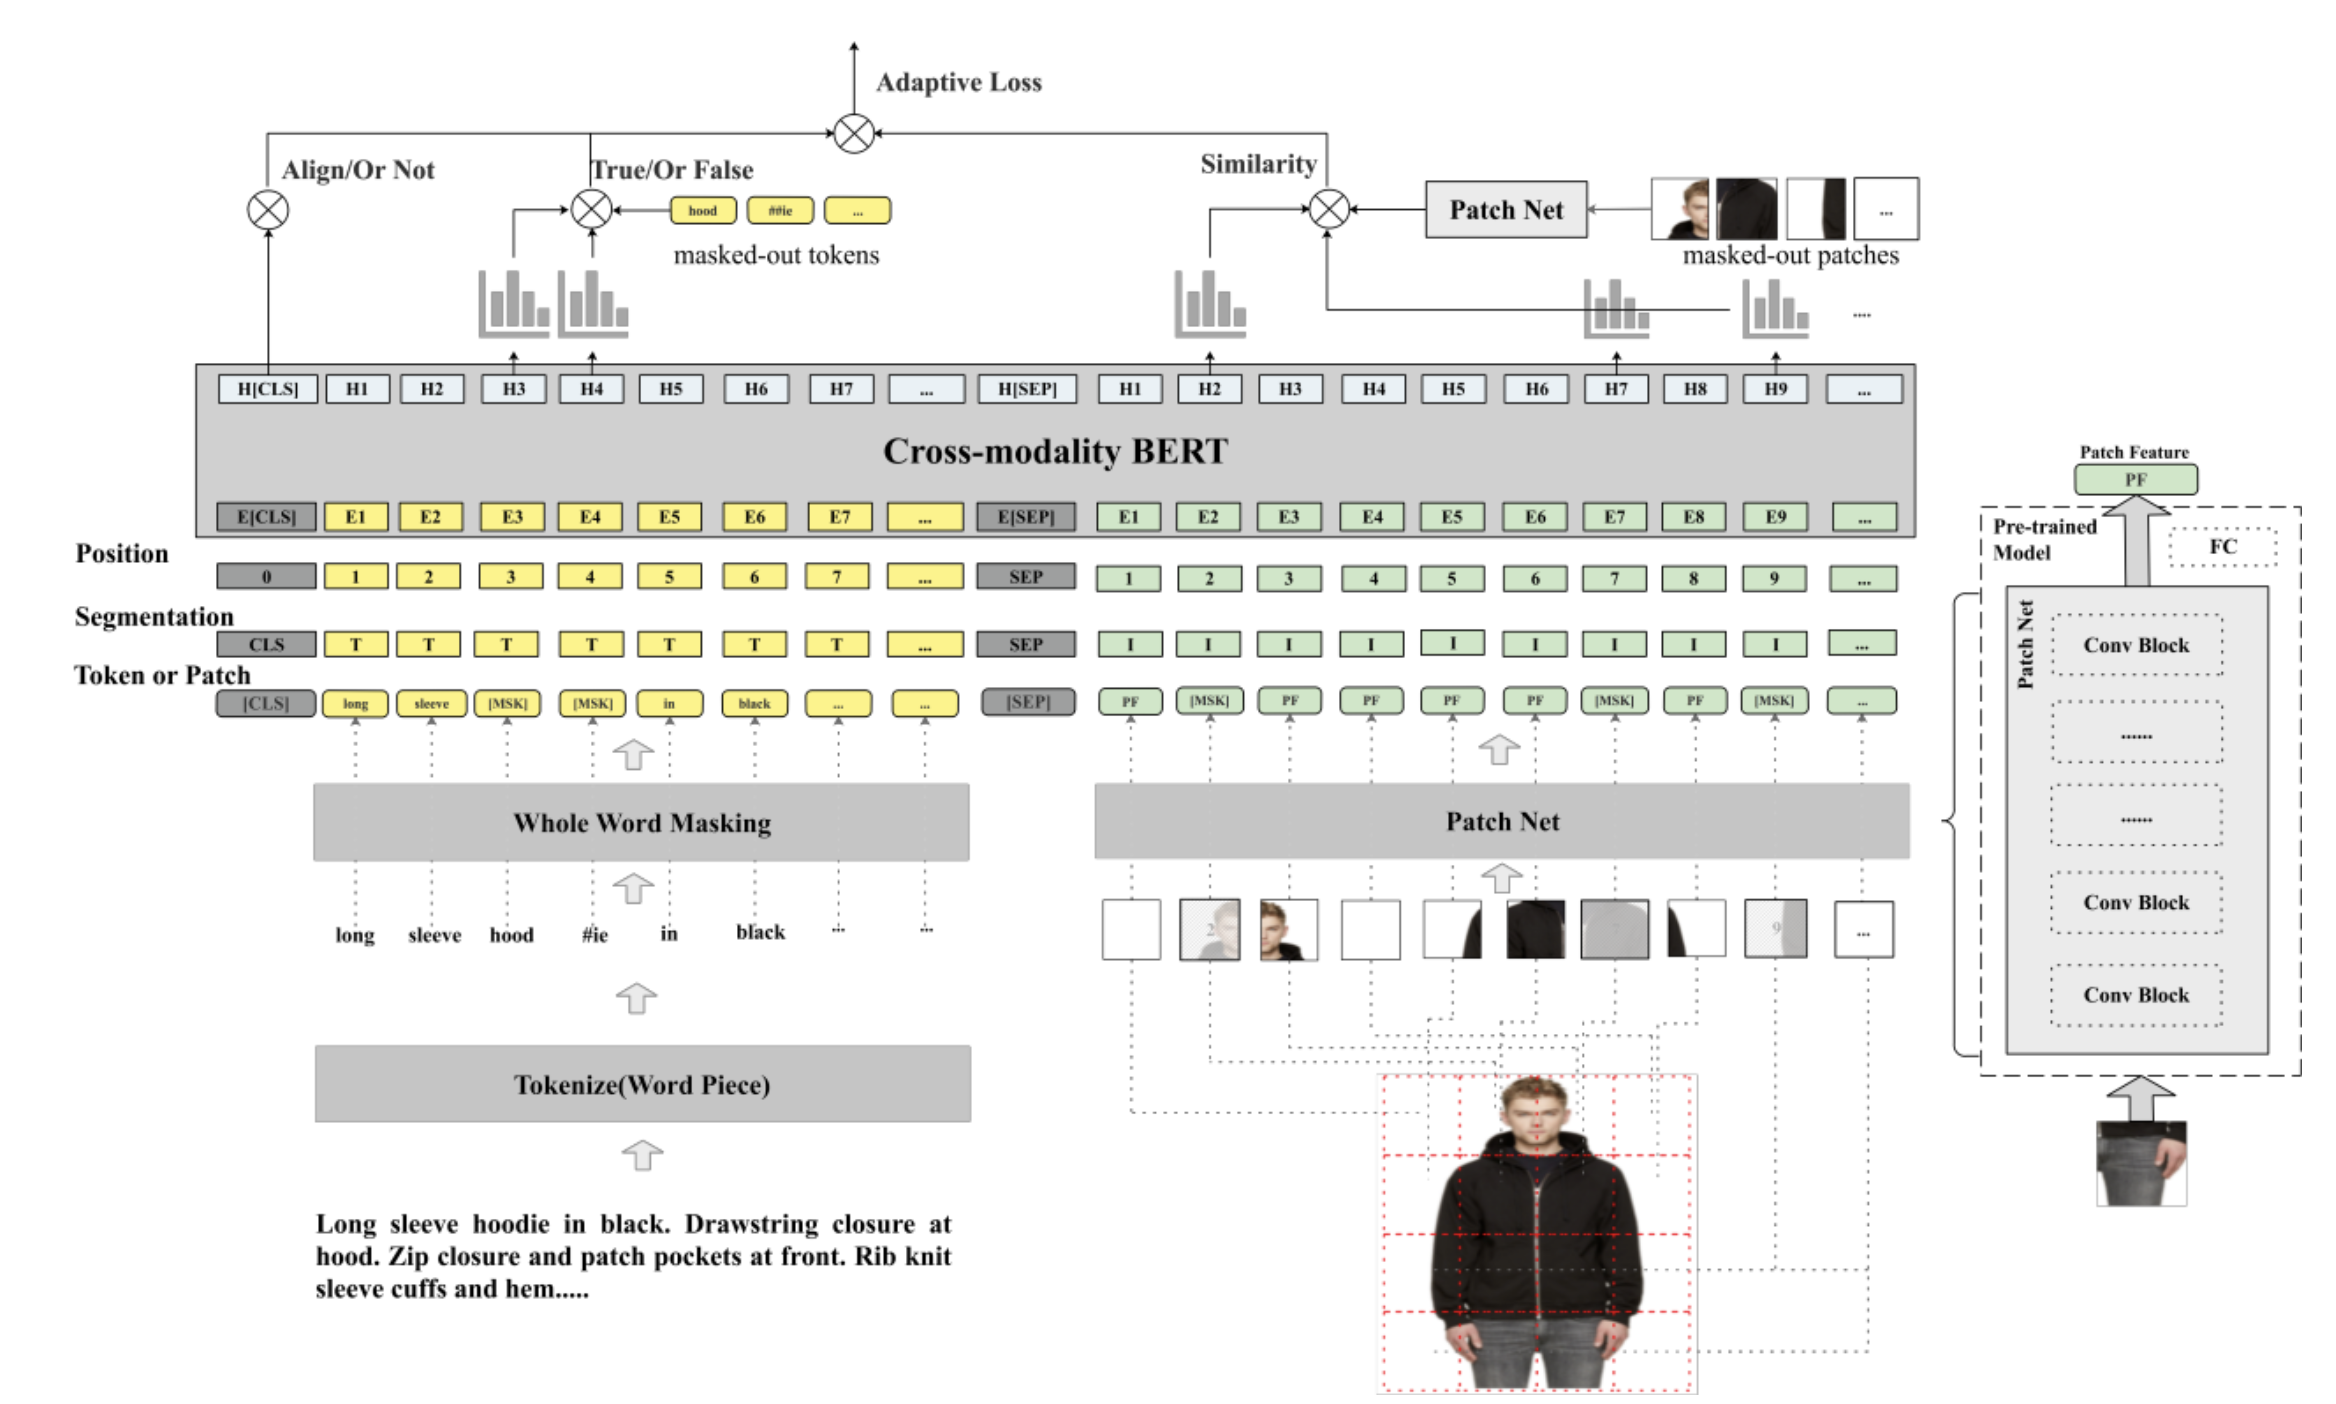 Adaptive Loss
Align/Or Not
True/Or False
Similarity
hood ##ie ...
Patch Net
...
masked-out tokens
masked-out patches
....
H[CLS] H1 H2 H3 H4 H5 H6 H7 ... H[SEP] H1 H2 H3 H4 H5 H6 H7 H8 H9 ...
Cross-modality BERT
E[CLS] E1 E2 E3 E4 E5 E6 E7 ... E[SEP] E1 E2 E3 E4 E5 E6 E7 E8 E9 ...
Position
0 1 2 3 4 5 6 7 ... SEP 1 2 3 4 5 6 7 8 9 ...
Segmentation
CLS T T T T T T T ... SEP I I I I I I I I I ...
Token or Patch
[CLS] long sleeve [MSK] [MSK] in black ... ... [SEP] PF [MSK] PF PF PF PF [MSK] PF [MSK] ...
Whole Word Masking
Patch Net
long sleeve hood #ie in black ... ...
2 7 9 ...
Tokenize(Word Piece)
Long sleeve hoodie in black. Drawstring closure at
hood. Zip closure and patch pockets at front. Rib knit
sleeve cuffs and hem.....
Patch Feature
PF
Pre-trained
Model
FC
Patch Net
Conv Block
......
......
Conv Block
Conv Block